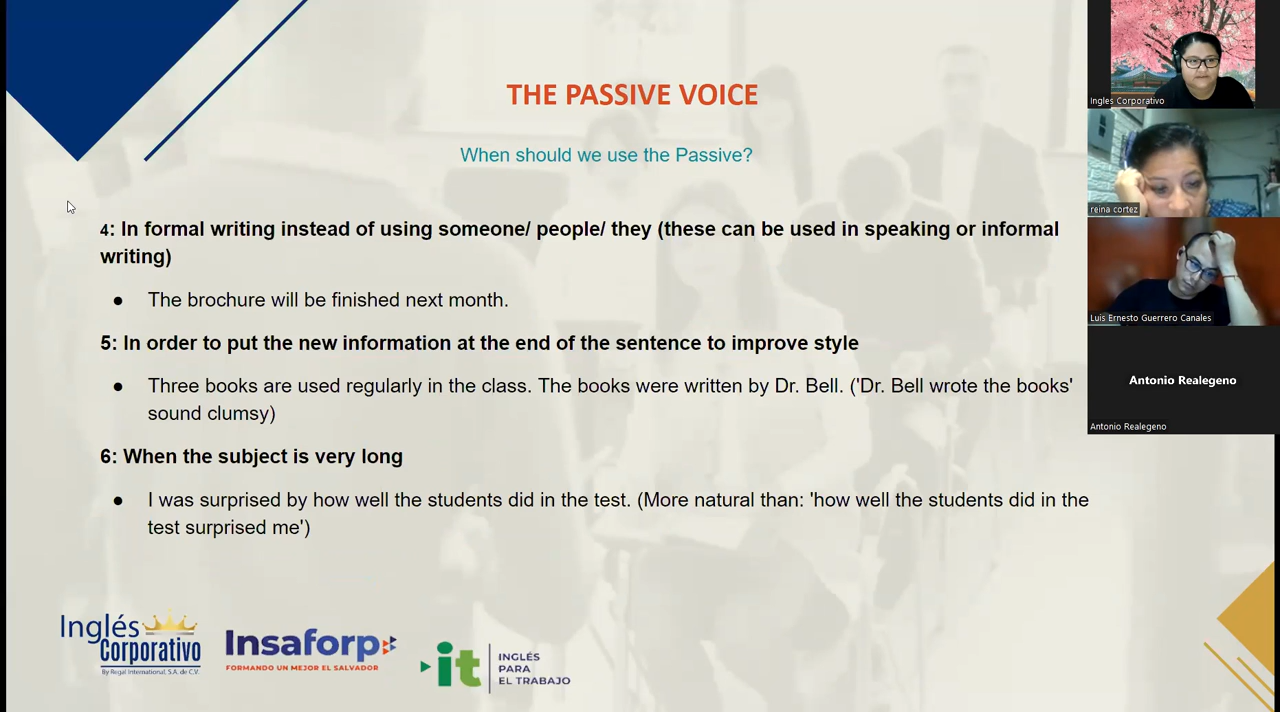 THE PASSIVE VOICE
When should we use the Passive?
4: In formal writing instead of using someone/ people/ they (these can be used in speaking or informal
writing)
● The brochure will be finished next month.
5: In order to put the new information at the end of the sentence to improve style
● Three books are used regularly in the class. The books were written by Dr. Bell. ('Dr. Bell wrote the books'
sound clumsy)
6: When the subject is very long
● I was surprised by how well the students did in the test. (More natural than: 'how well the students did in the
test surprised me')
Inglés
Corporativo
By Regal International, S.A. de C.V.
Insaforp
FORMANDO UN MEJOR EL SALVADOR
it
INGLÉS
PARA
EL TRABAJO
Ingles Corporativo
reina cortez
Luis Ernesto Guerrero Canales
Antonio Realegeno
Antonio Realegeno